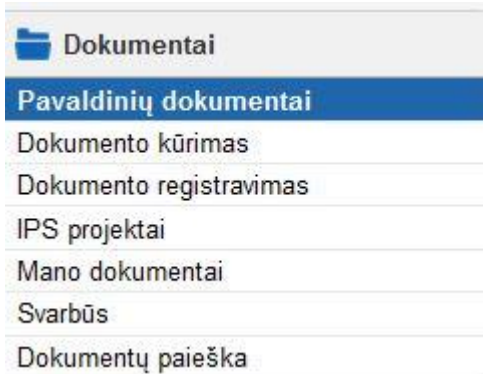 Dokumentai
Pavaldinių dokumentai
Dokumento kūrimas
Dokumento registravimas
IPS projektai
Mano dokumentai
Svarbūs
Dokumentų paieška